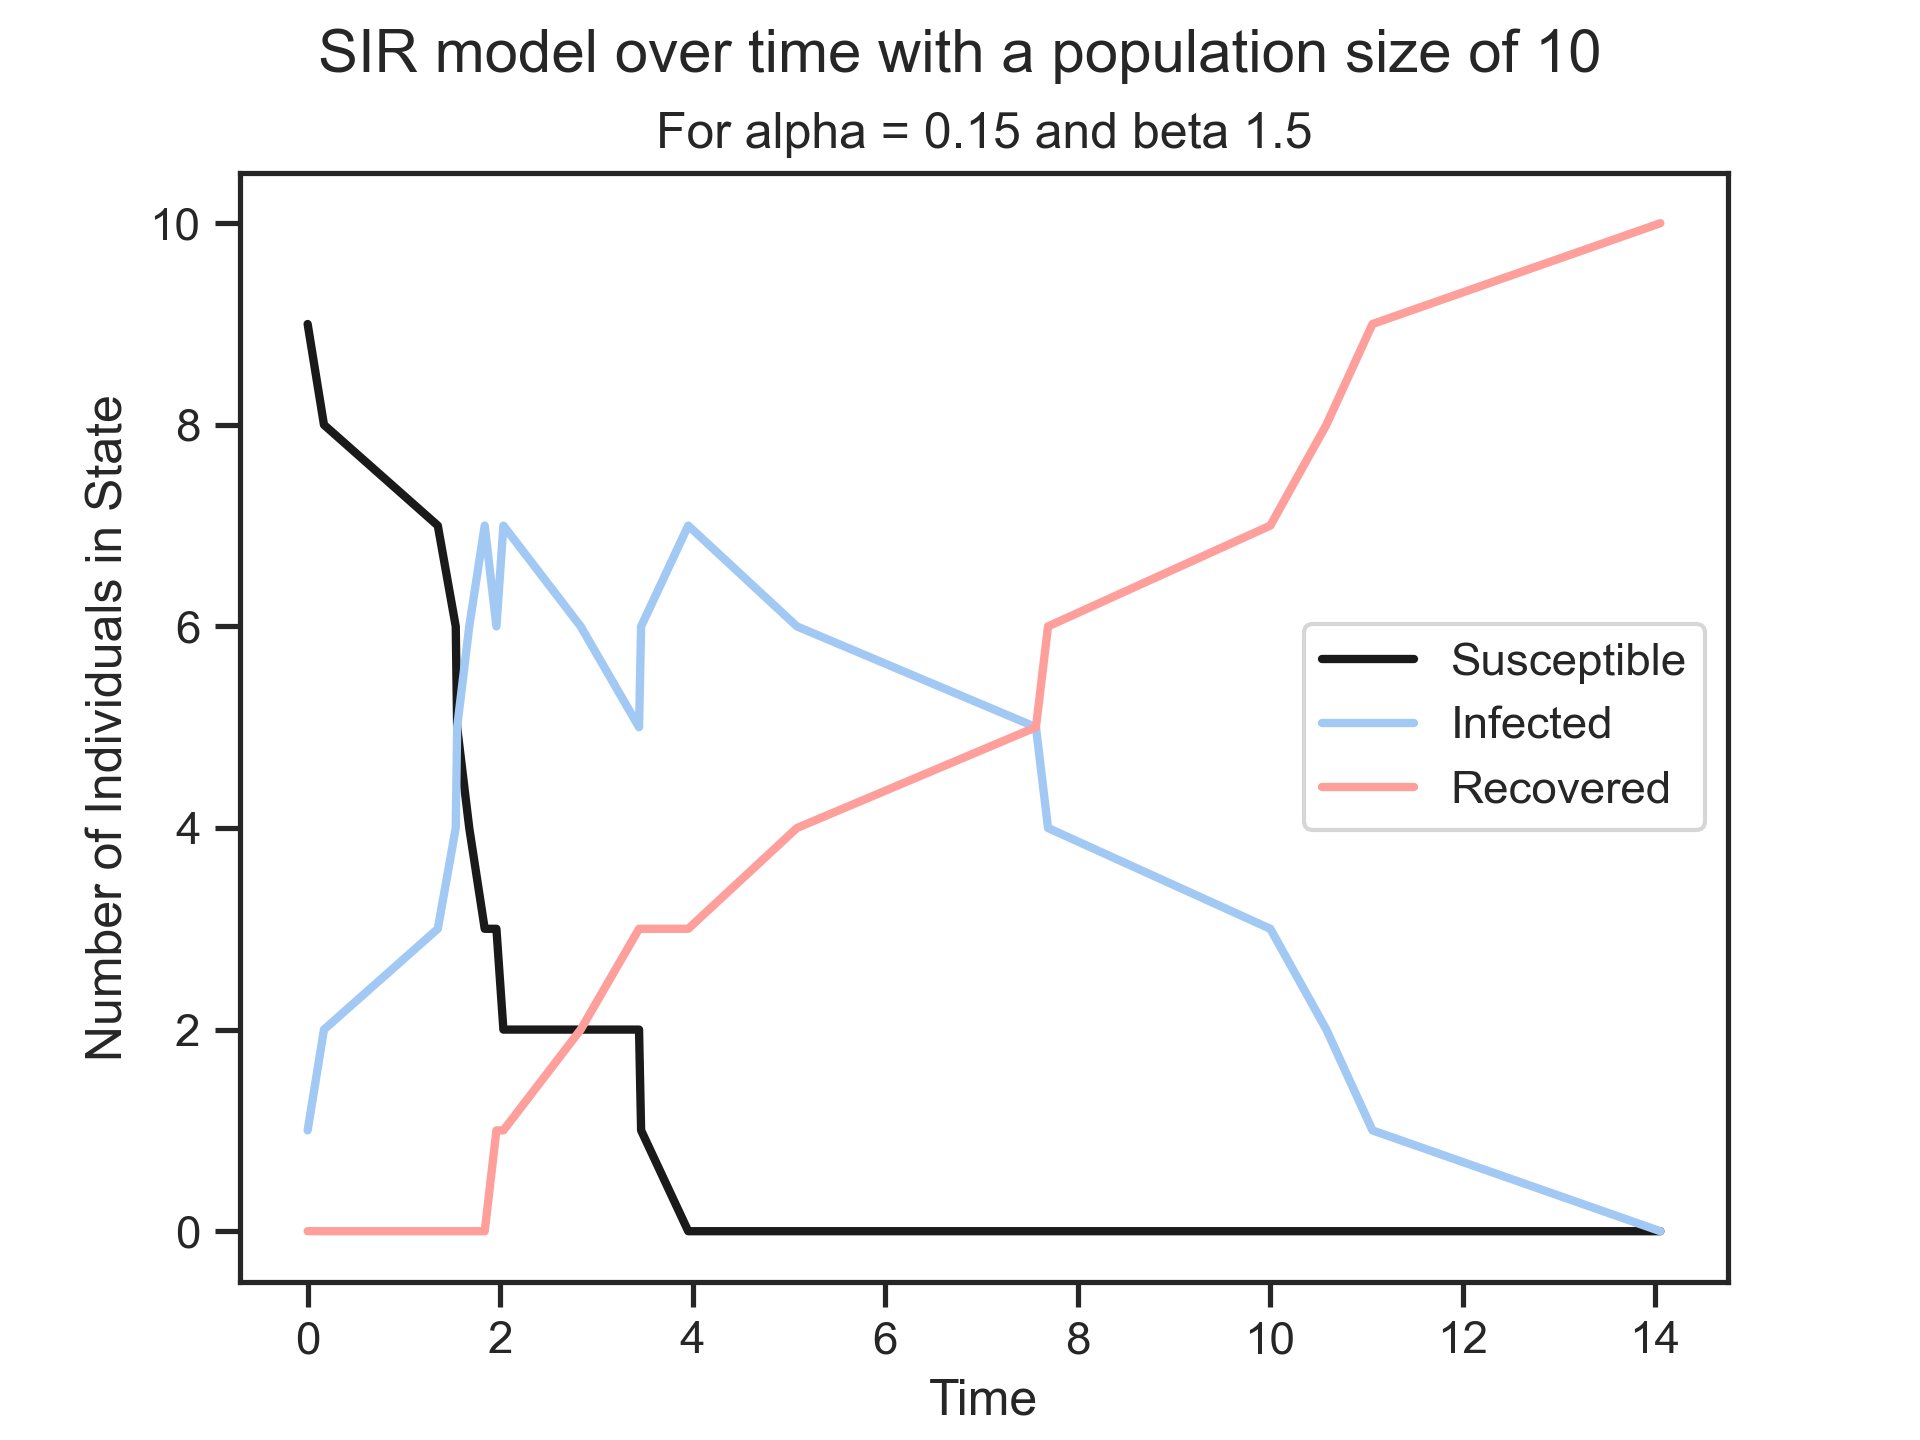 SIR model over time with a population size of 10
For alpha = 0.15 and beta 1.5
Number of Individuals in State
10
8
6
4
2
0
Susceptible
Infected
Recovered
0 2 4 6 8 10 12 14
Time